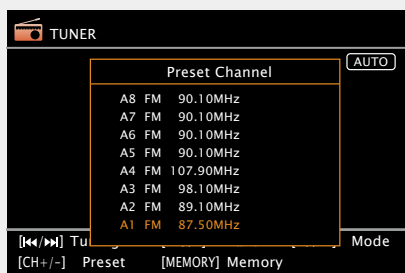 TUNER
AUTO
Preset Channel
A8 FM 90.10MHz
A7 FM 90.10MHz
A6 FM 90.10MHz
A5 FM 90.10MHz
A4 FM 107.90MHz
A3 FM 98.10MHz
A2 FM 89.10MHz
A1 FM 87.50MHz
[⏮/⏭] Tu Mode
[CH+/-] Preset [MEMORY] Memory